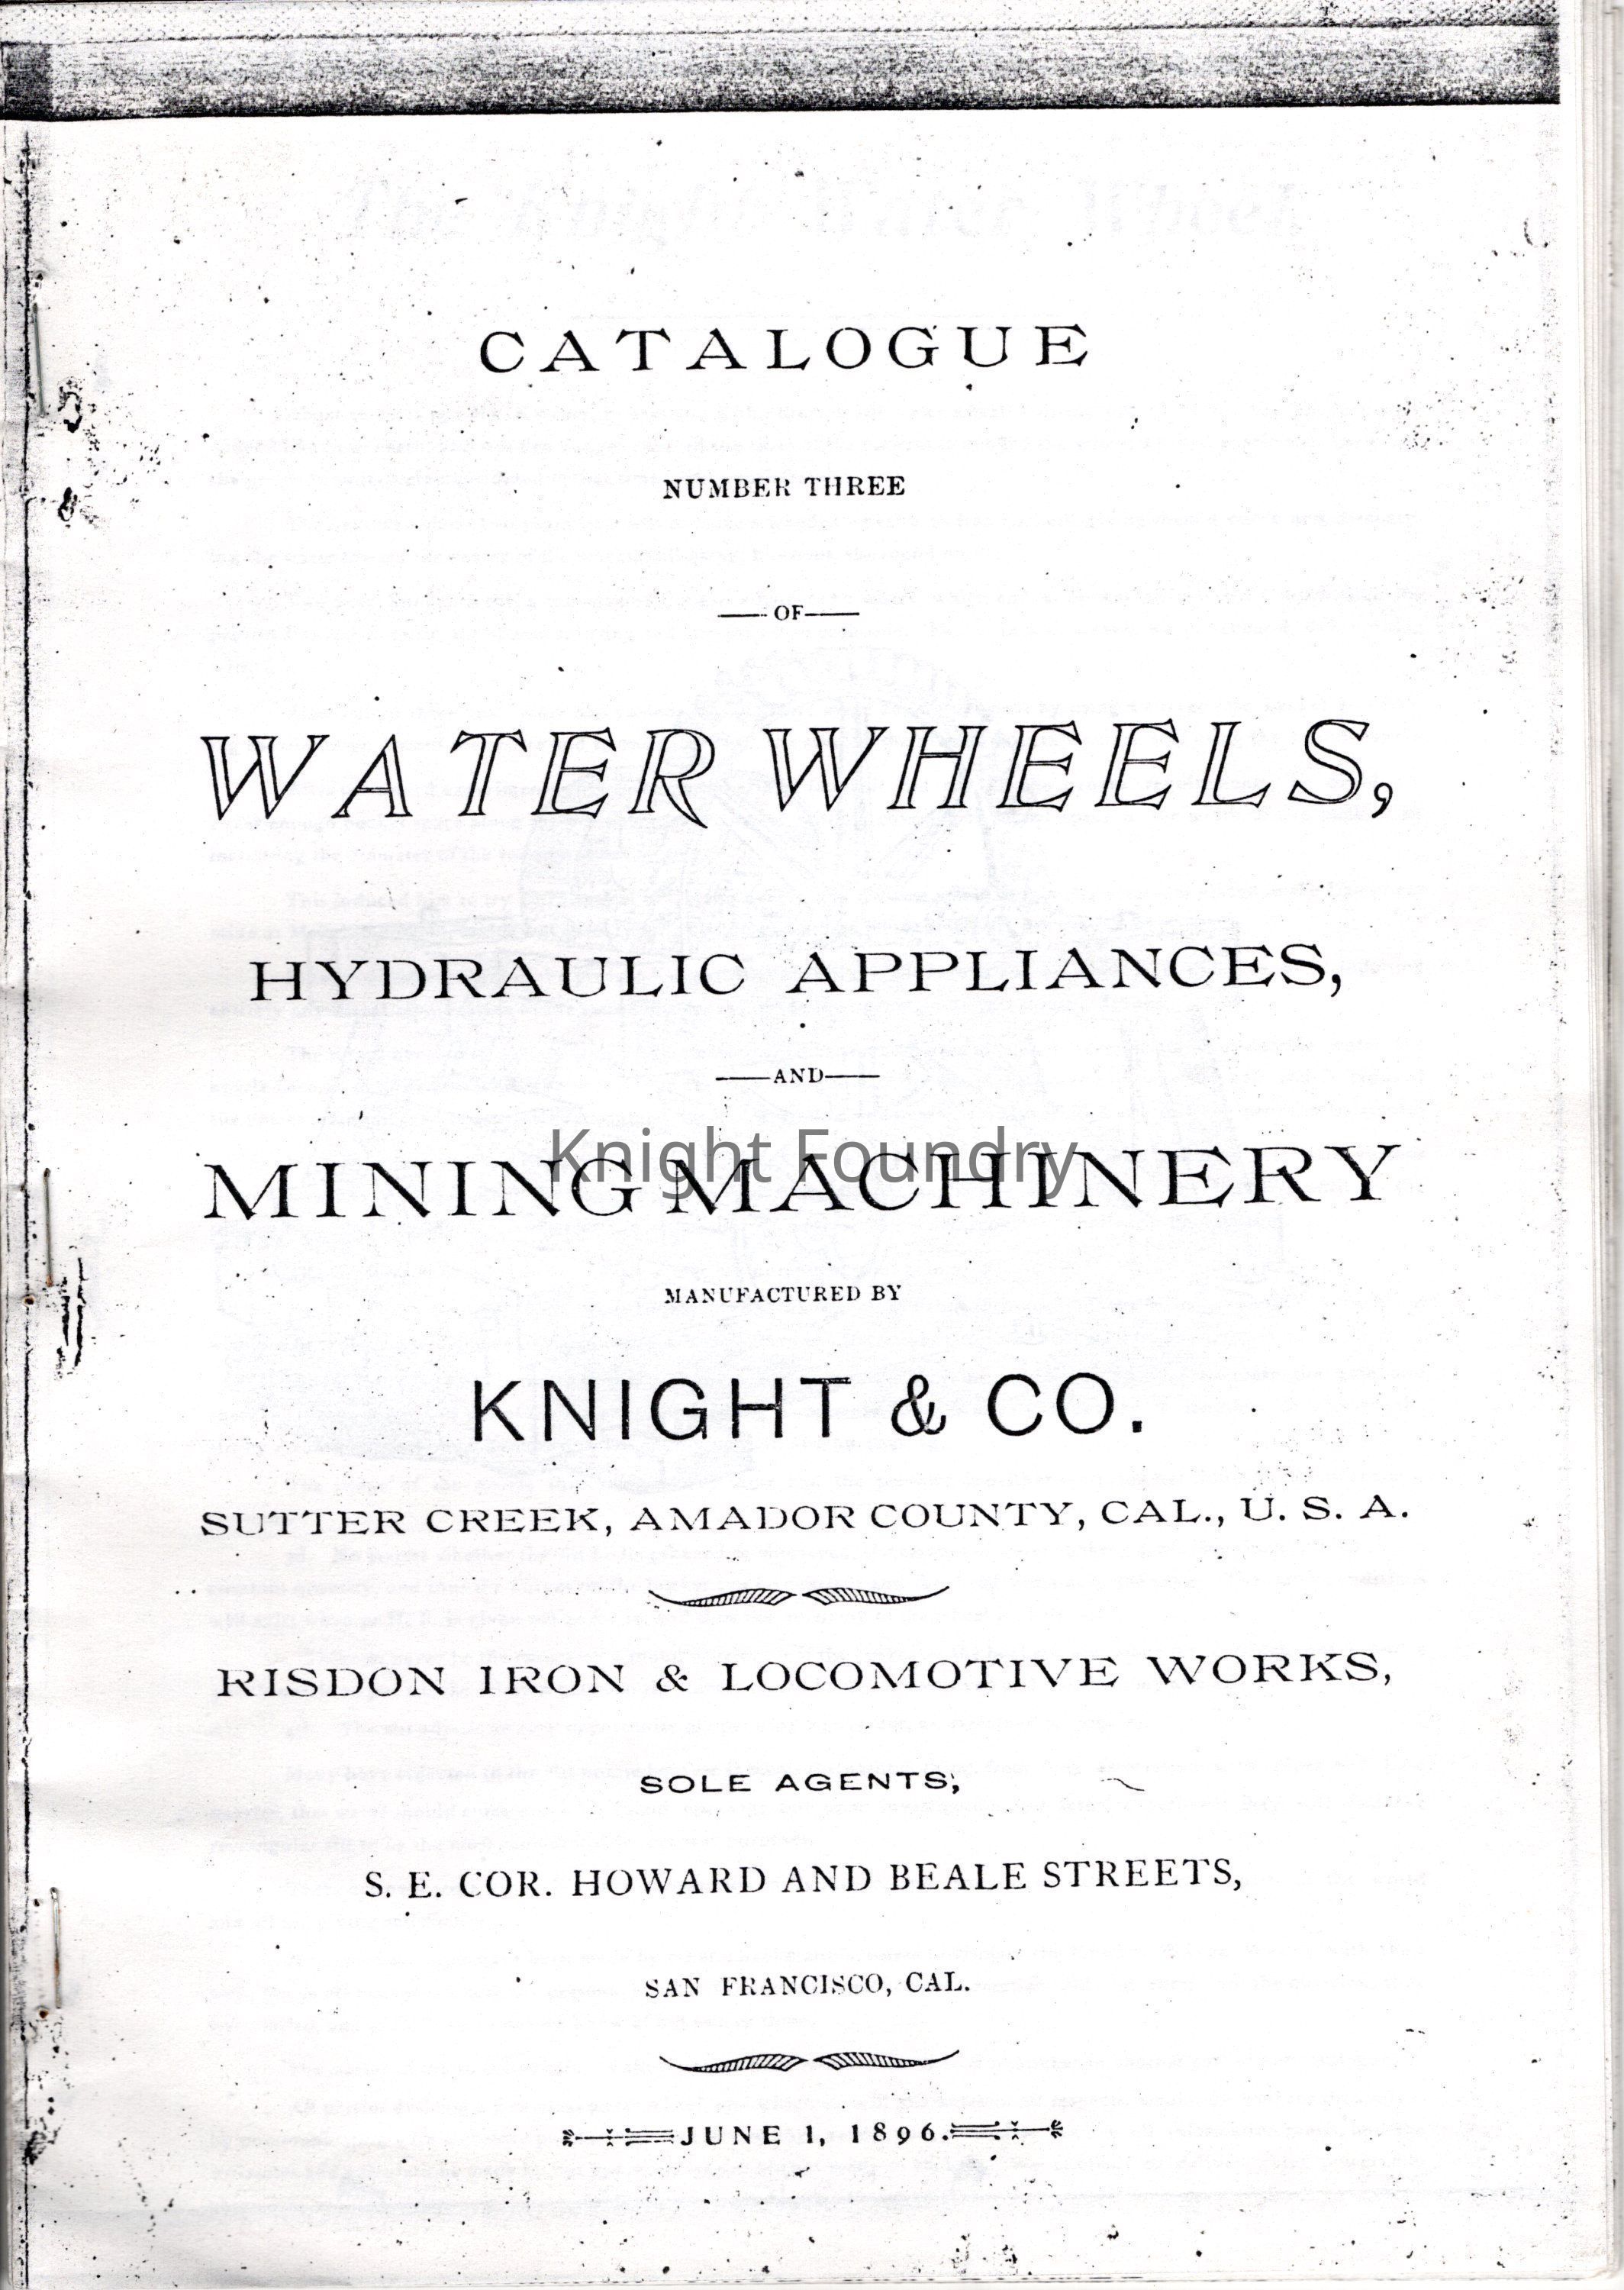 CATALOGUE
NUMBER THREE
OF
WATER WHEELS,
HYDRAULIC APPLIANCES,
AND
Knight Foundry
MINING MACHINERY
MANUFACTURED BY
KNIGHT & CO.
SUTTER CREEK, AMADOR COUNTY, CAL., U. S. A.
RISDON IRON & LOCOMOTIVE WORKS,
SOLE AGENTS,
S. E. COR. HOWARD AND BEALE STREETS,
SAN FRANCISCO, CAL.
JUNE 1, 1896.